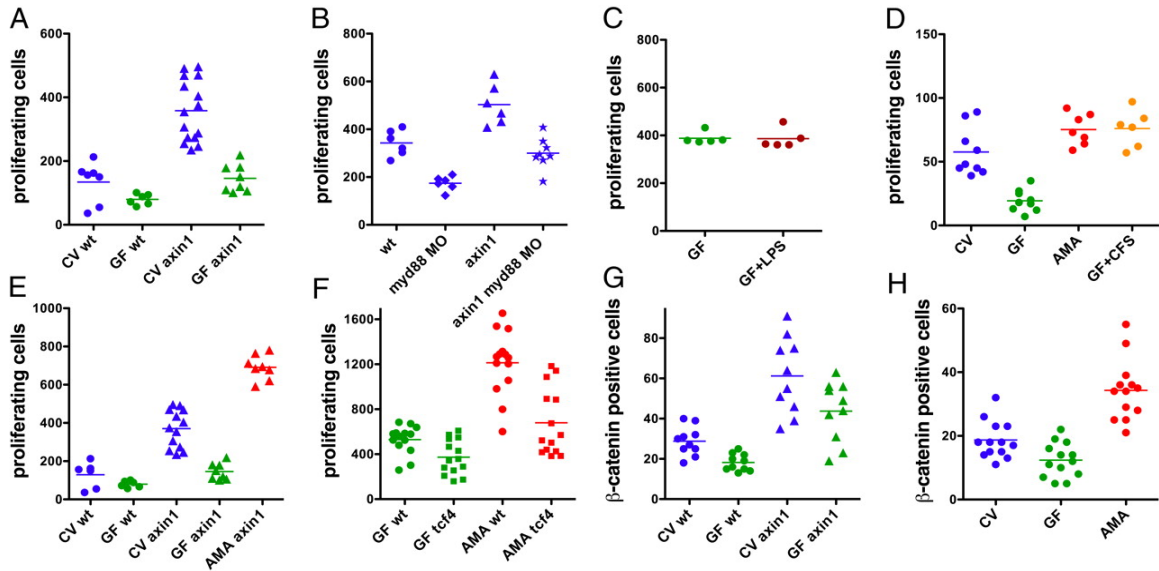 A
proliferating cells
600
400
200
0
CV wt
GF wt
CV axin1
GF axin1
B
proliferating cells
800
600
400
200
0
wt
myd88 MO
axin1
axin1 myd88 MO
C
proliferating cells
800
600
400
200
0
GF
GF+LPS
D
proliferating cells
150
100
50
0
CV
GF
AMA
GF+CFS
E
proliferating cells
1000
800
600
400
200
0
CV wt
GF wt
CV axin1
GF axin1
AMA axin1
F
proliferating cells
1600
1200
800
400
0
GF wt
GF tcf4
AMA wt
AMA tcf4
G
β-catenin positive cells
80
60
40
20
0
CV wt
GF wt
CV axin1
GF axin1
H
β-catenin positive cells
60
40
20
0
CV
GF
AMA